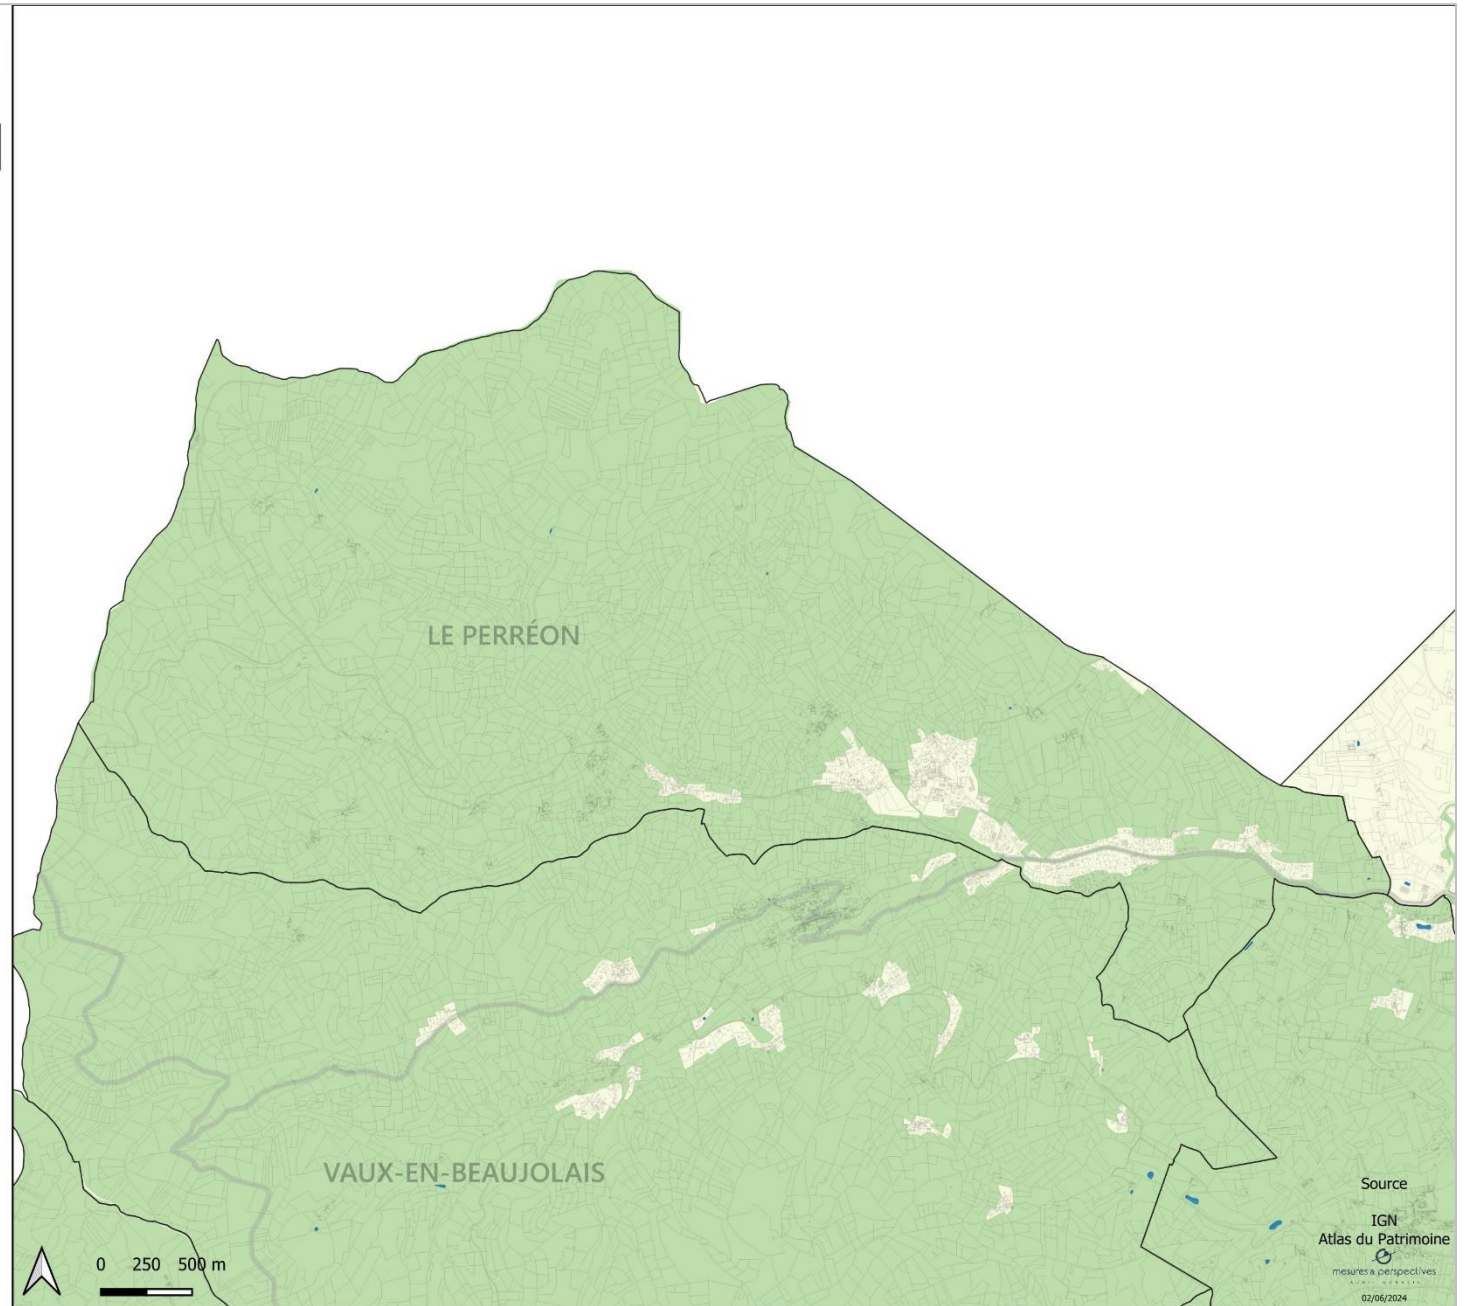 LE PERRÉON
VAUX-EN-BEAUJOLAIS
0 250 500 m
Source
IGN
Atlas du Patrimoine
mesures & perspectives
02/06/2024